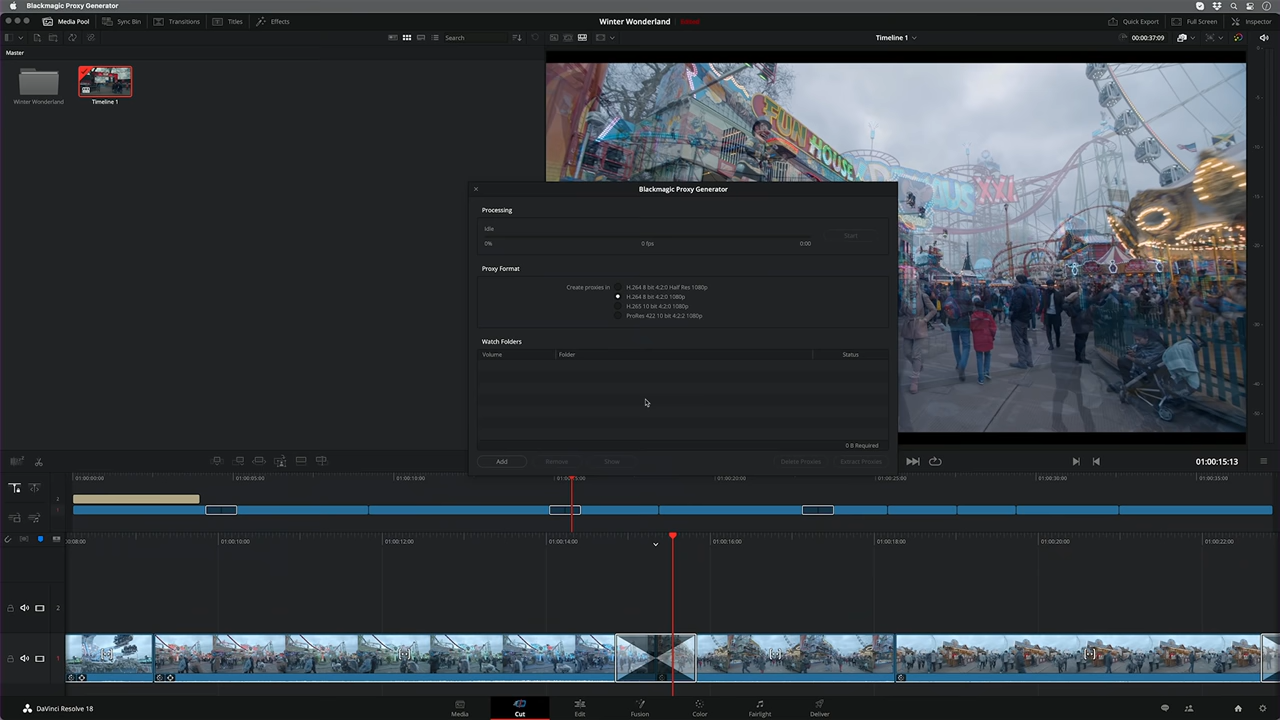 Blackmagic Proxy Generator
Media Pool
Sync Bin
Transitions
Titles
Effects
Winter Wonderland
Quick Export
Full Screen
Inspector
Search
Timeline 1
00:00:37:09
Master
Winter Wonderland
Timeline 1
FUN HOUSE
XXL
Blackmagic Proxy Generator
Processing
Idle
0%
0 fps
0:00
Start
Proxy Format
Create proxies in
H.264 8 bit 4:2:0 Half Res 1080p
H.264 8 bit 4:2:0 1080p
H.265 10 bit 4:2:0 1080p
ProRes 422 10 bit 4:2:2 1080p
Watch Folders
Volume
Folder
Status
0 B Required
Add
Remove
Show
Delete Proxies
Extract Proxies
01:00:15:13
01:00:00:00
01:00:05:00
01:00:10:00
01:00:20:00
01:00:25:00
01:00:30:00
01:00:35:00
2
1
:00:08:00
01:00:10:00
01:00:12:00
01:00:14:00
01:00:16:00
01:00:18:00
01:00:20:00
01:00:22:00
2
1
DaVinci Resolve 18
Media
Cut
Edit
Fusion
Color
Fairlight
Deliver